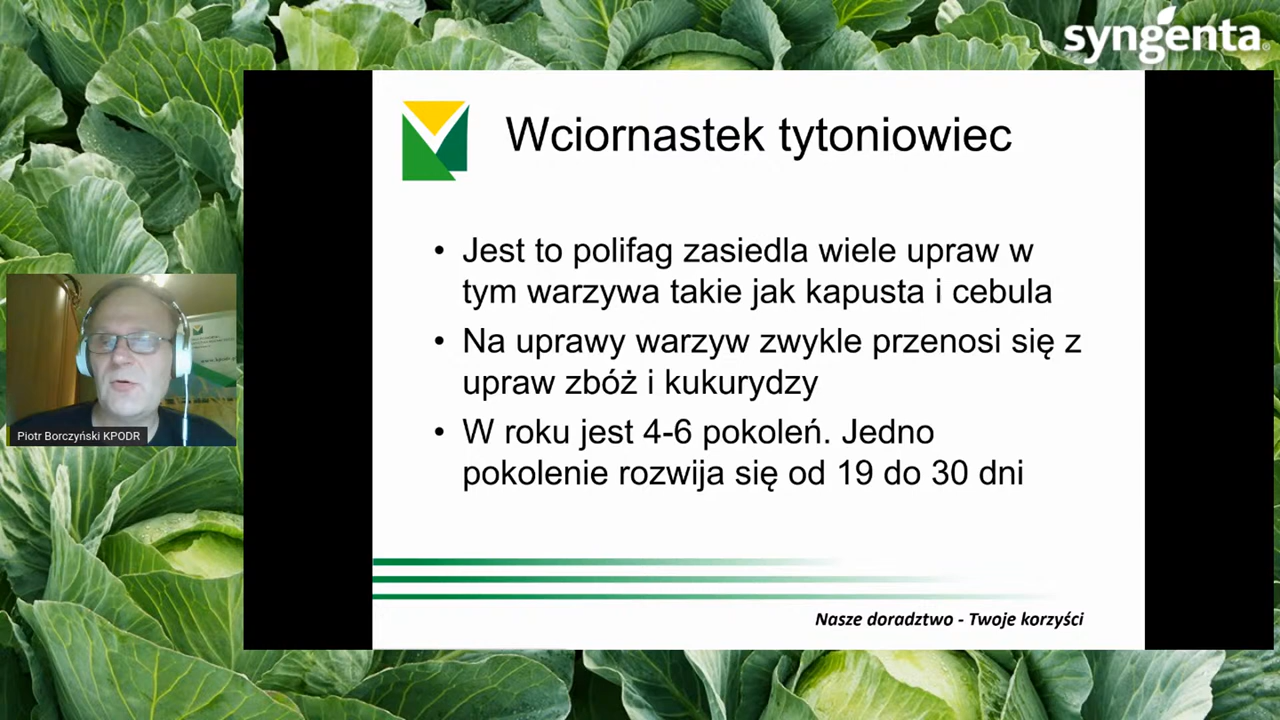 syngenta
Wciornastek tytoniowiec
• Jest to polifag zasiedla wiele upraw w
tym warzywa takie jak kapusta i cebula
• Na uprawy warzyw zwykle przenosi się z
upraw zbóż i kukurydzy
• W roku jest 4-6 pokoleń. Jedno
pokolenie rozwija się od 19 do 30 dni
Piotr Borczyński KPODR
Nasze doradztwo - Twoje korzyści